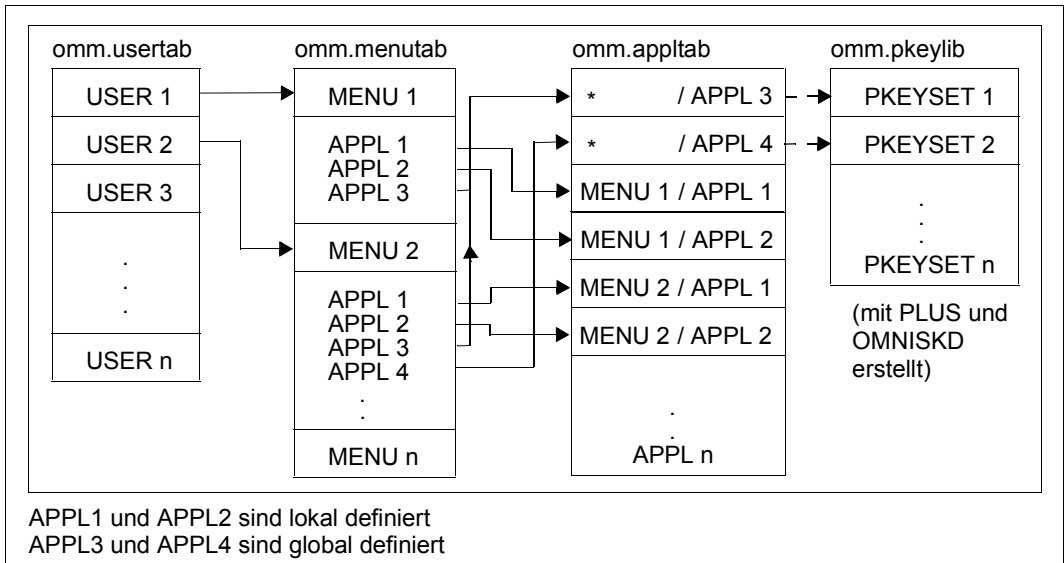 omm.usertab
USER 1
USER 2
USER 3
.
.
.
USER n
omm.menutab
MENU 1
APPL 1
APPL 2
APPL 3
MENU 2
APPL 1
APPL 2
APPL 3
APPL 4
.
.
MENU n
omm.appltab
* / APPL 3
* / APPL 4
MENU 1 / APPL 1
MENU 1 / APPL 2
MENU 2 / APPL 1
MENU 2 / APPL 2
.
.
APPL n
omm.pkeylib
PKEYSET 1
PKEYSET 2
.
.
.
PKEYSET n
(mit PLUS und
OMNISKD
erstellt)
APPL1 und APPL2 sind lokal definiert
APPL3 und APPL4 sind global definiert